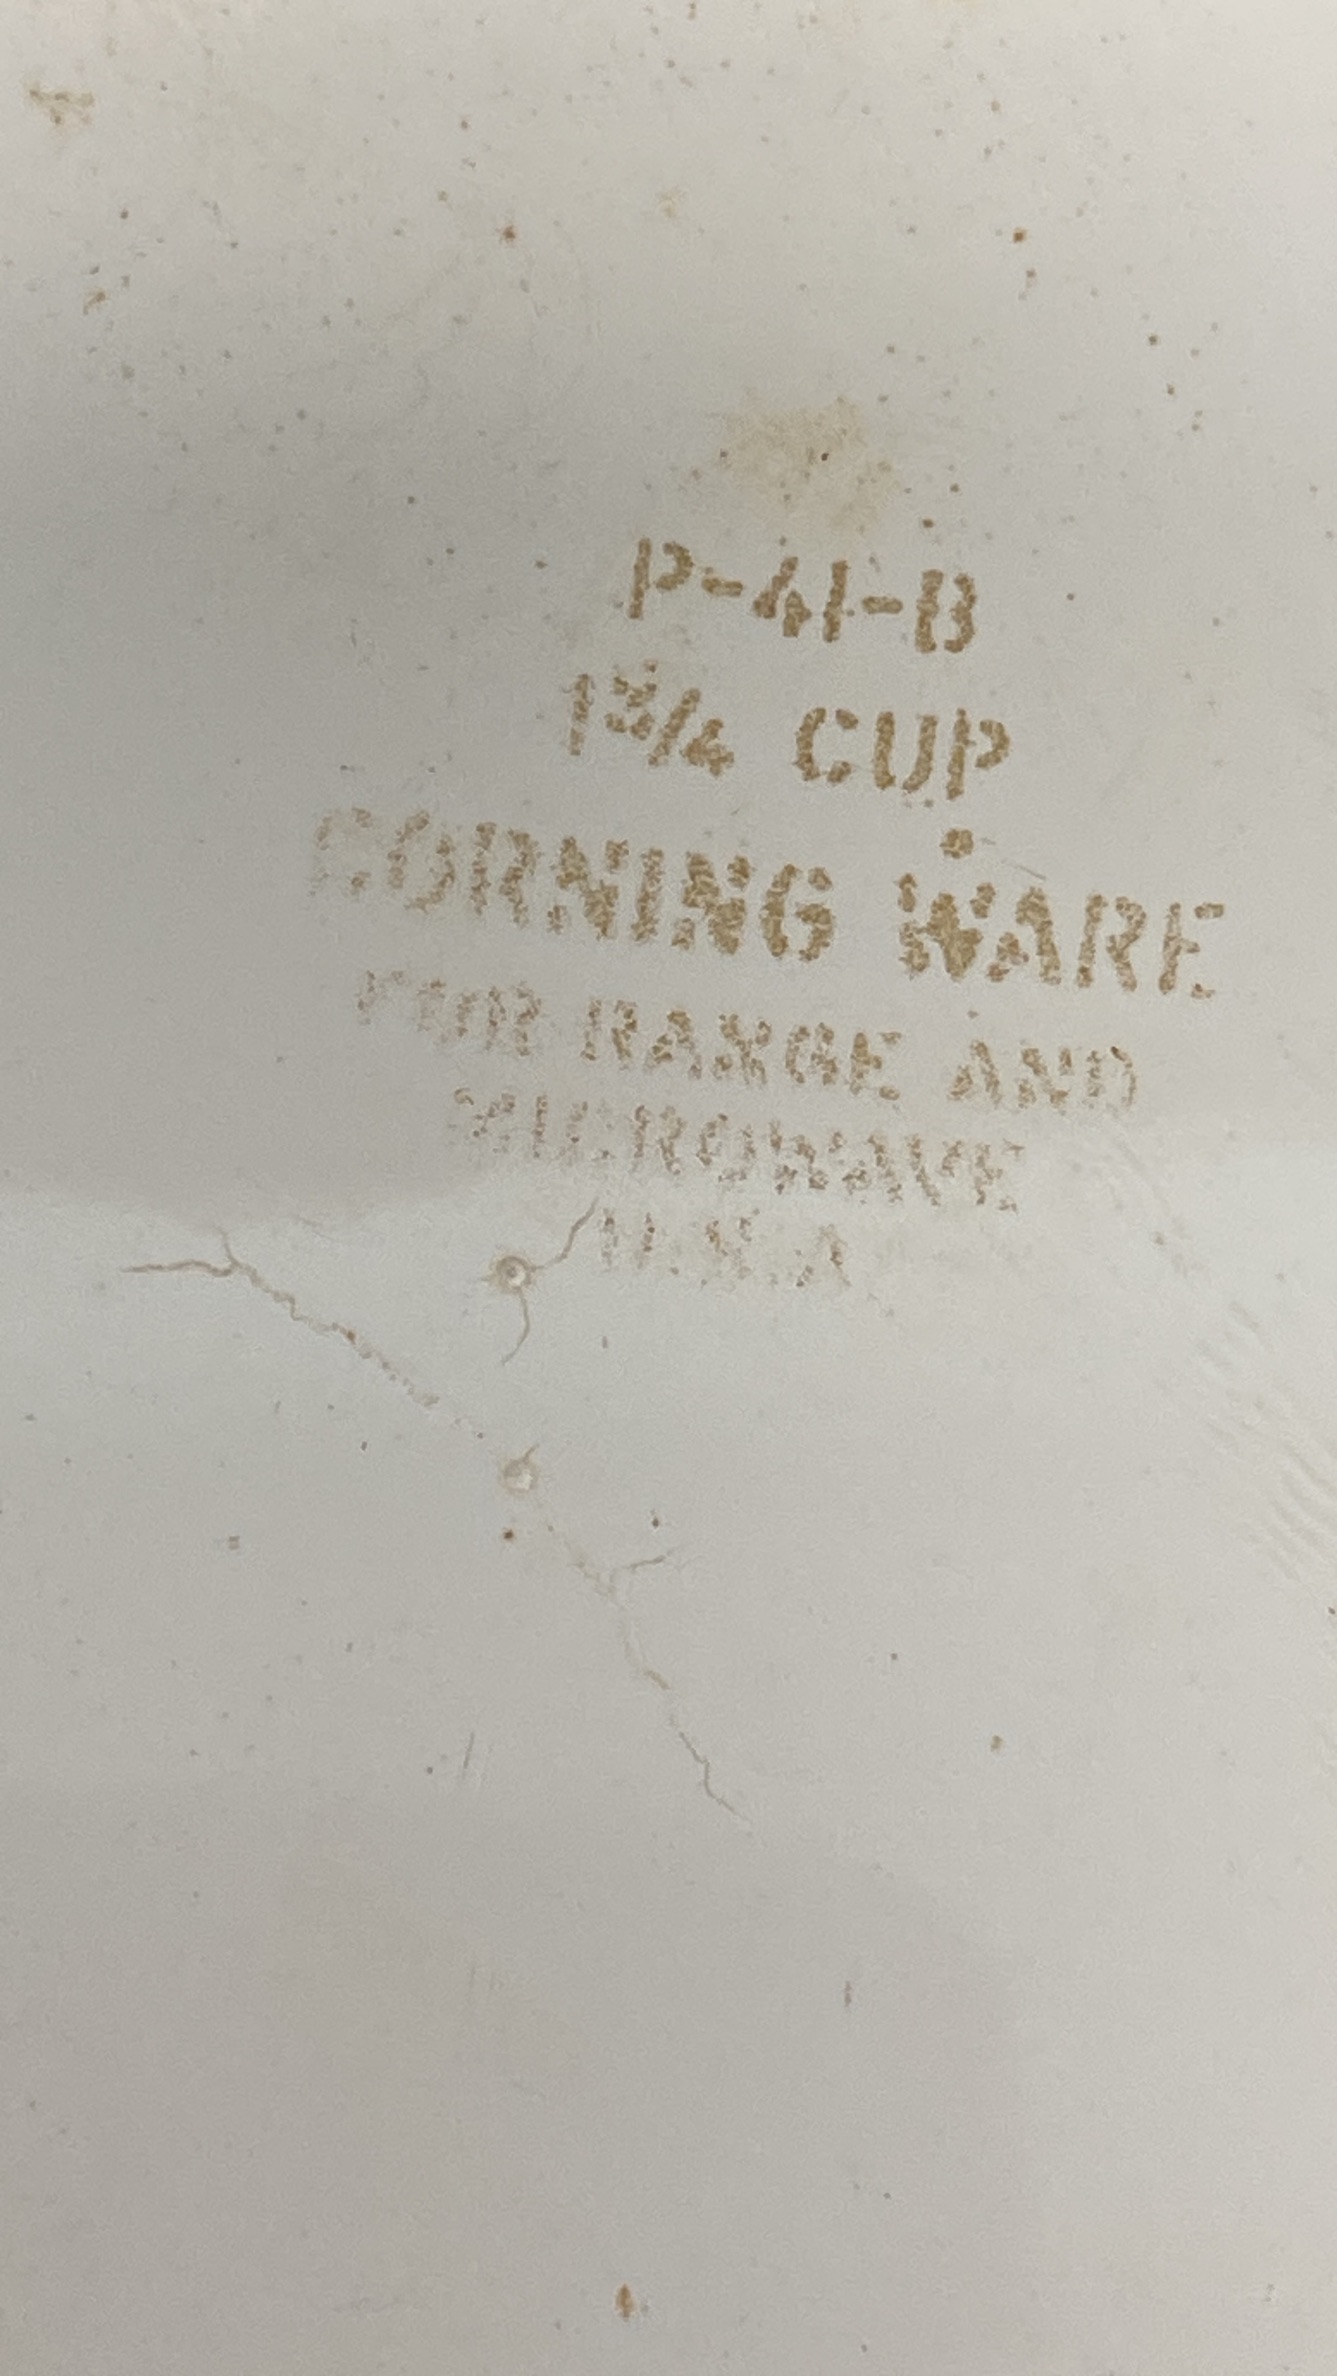 P-41-B
1¾ CUP
CORNING WARE
FOR RANGE AND
MICROWAVE
U.S.A